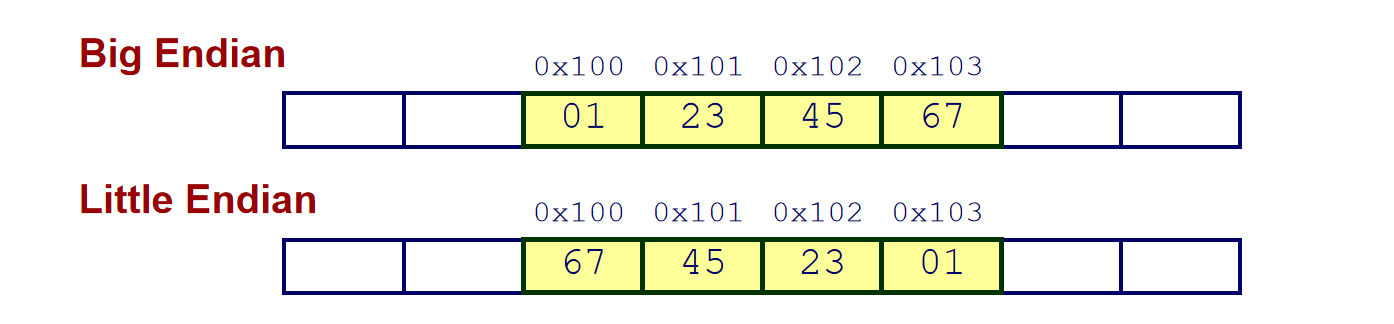 Big Endian
0x100 0x101 0x102 0x103
01 23 45 67
Little Endian
0x100 0x101 0x102 0x103
67 45 23 01